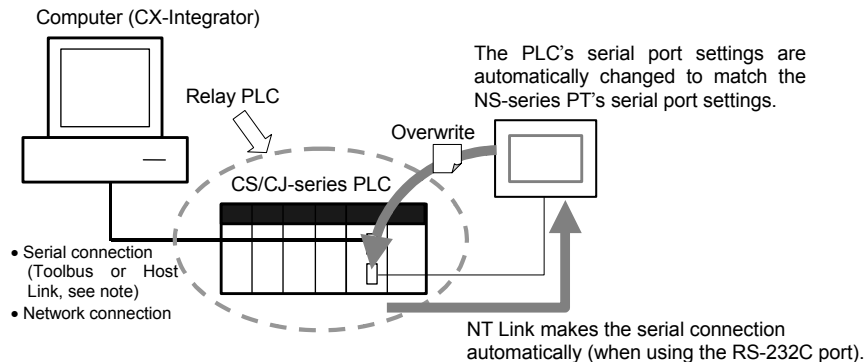 Computer (CX-Integrator)
The PLC's serial port settings are
automatically changed to match the
NS-series PT's serial port settings.
Relay PLC
Overwrite
CS/CJ-series PLC
• Serial connection
(Toolbus or Host
Link, see note)
• Network connection
NT Link makes the serial connection
automatically (when using the RS-232C port).